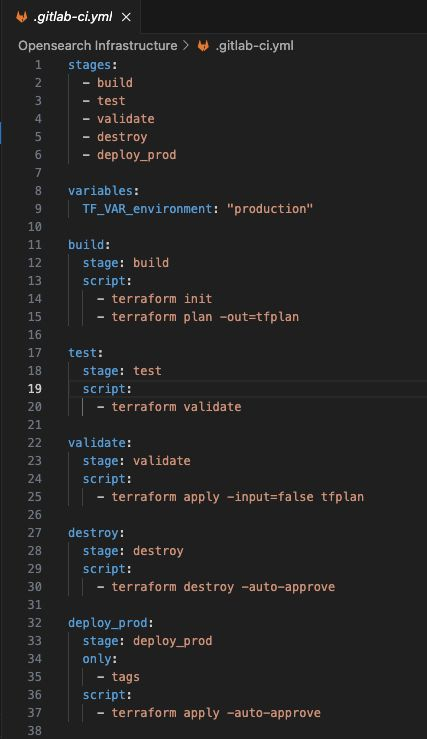 .gitlab-ci.yml ×
Opensearch Infrastructure > .gitlab-ci.yml
1 stages:
2 - build
3 - test
4 - validate
5 - destroy
6 - deploy_prod
7
8 variables:
9 TF_VAR_environment: "production"
10
11 build:
12 stage: build
13 script:
14 - terraform init
15 - terraform plan -out=tfplan
16
17 test:
18 stage: test
19 script:
20 - terraform validate
21
22 validate:
23 stage: validate
24 script:
25 - terraform apply -input=false tfplan
26
27 destroy:
28 stage: destroy
29 script:
30 - terraform destroy -auto-approve
31
32 deploy_prod:
33 stage: deploy_prod
34 only:
35 - tags
36 script:
37 - terraform apply -auto-approve
38